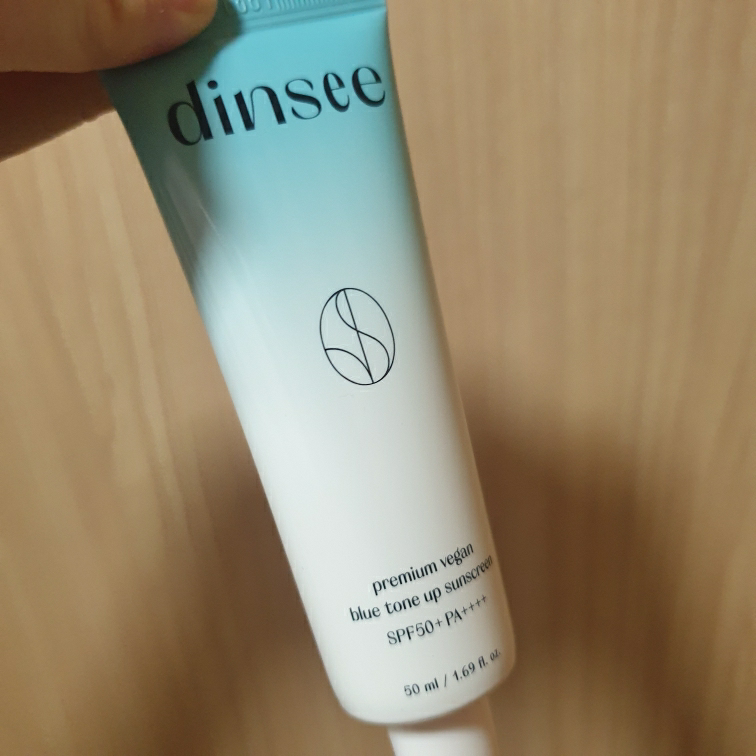 dinsee
premium vegan
blue tone up sunscreen
SPF50+PA++++
50 ml / 1.69 fl. oz.